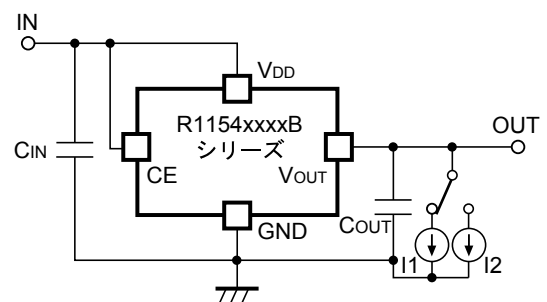 IN
VDD
R1154xxxxB
シリーズ
OUT
CIN
CE
VOUT
GND
COUT
I1
I2